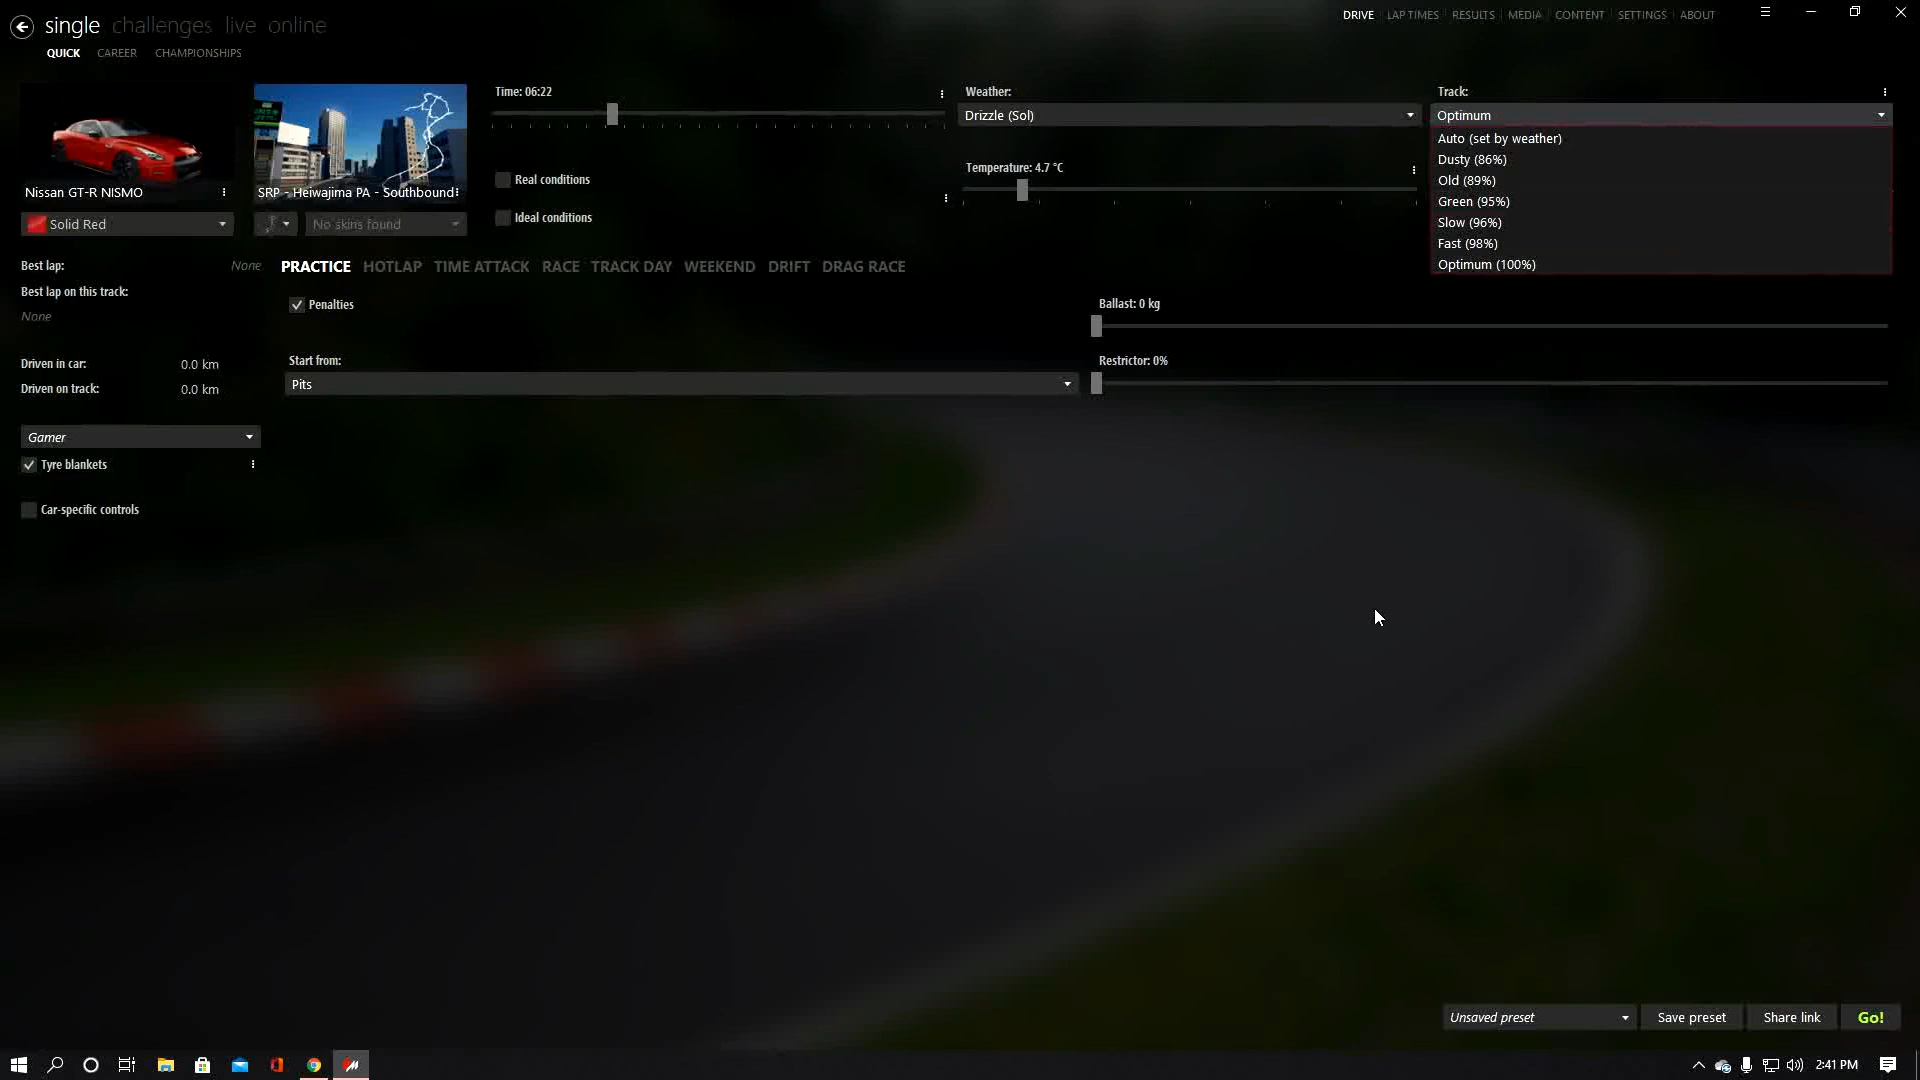 single challenges live online
DRIVE LAP TIMES RESULTS MEDIA CONTENT SETTINGS ABOUT
QUICK CAREER CHAMPIONSHIPS
Time: 06:22
Weather:
Track:
Drizzle (Sol)
Optimum
Auto (set by weather)
Dusty (86%)
Old (89%)
Green (95%)
Slow (96%)
Fast (98%)
Optimum (100%)
Temperature: 4.7 °C
Real conditions
Ideal conditions
Nissan GT-R NISMO
SRP - Heiwajima PA - Southbound
Solid Red
No skins found
Best lap: None
Best lap on this track:
None
PRACTICE HOTLAP TIME ATTACK RACE TRACK DAY WEEKEND DRIFT DRAG RACE
Penalties
Ballast: 0 kg
Start from:
Restrictor: 0%
Pits
Driven in car: 0.0 km
Driven on track: 0.0 km
Gamer
Tyre blankets
Car-specific controls
Unsaved preset
Save preset
Share link
Go!
2:41 PM